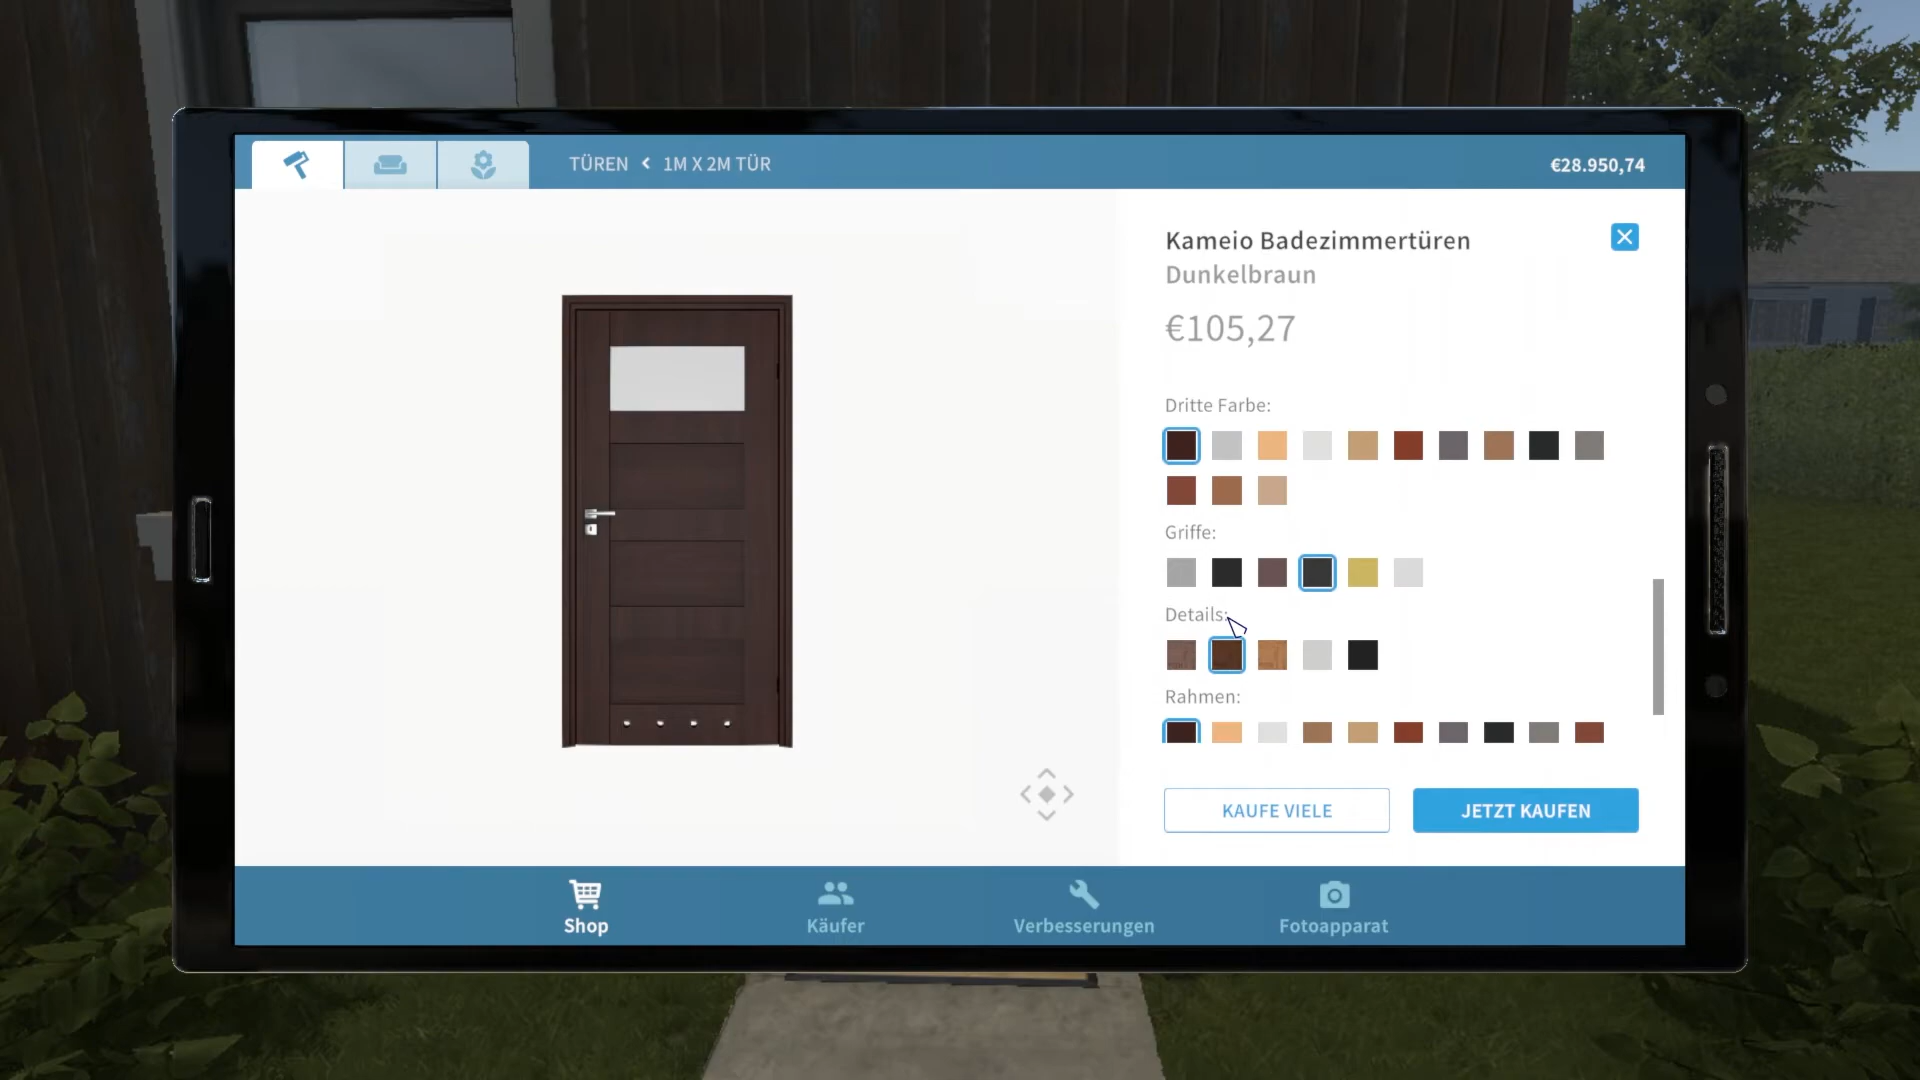 TÜREN < 1M X 2M TÜR
€28.950,74
Kameio Badezimmertüren
Dunkelbraun
€105,27
Dritte Farbe:
Griffe:
Details:
Rahmen:
KAUFE VIELE
JETZT KAUFEN
Shop
Käufer
Verbesserungen
Fotoapparat